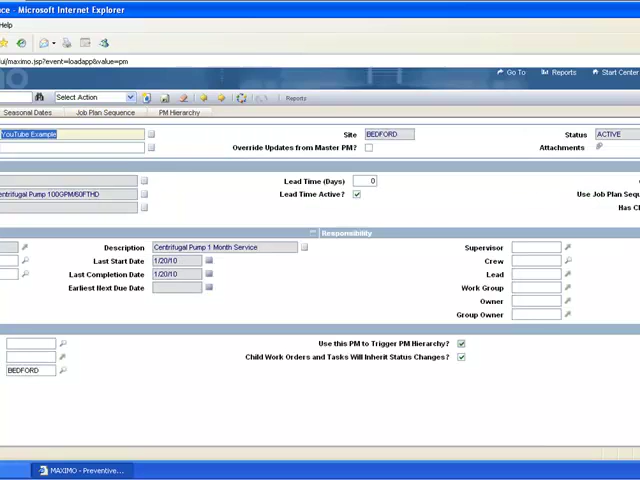 ce - Microsoft Internet Explorer
Help
ui/maximo.jsp?event=loadapp&value=pm
Go To Reports Start Center
Select Action Reports
Seasonal Dates Job Plan Sequence PM Hierarchy
YouTube Example Site BEDFORD Status ACTIVE
Override Updates from Master PM? Attachments
Lead Time (Days) 0
entrifugal Pump 100GPM/60FTHD Lead Time Active? Use Job Plan Sequ
Has Ch
Responsibility
Description Centrifugal Pump 1 Month Service Supervisor
Last Start Date 1/20/10 Crew
Last Completion Date 1/20/10 Lead
Earliest Next Due Date Work Group
Owner
Group Owner
Use this PM to Trigger PM Hierarchy?
Child Work Orders and Tasks Will Inherit Status Changes?
BEDFORD
MAXIMO - Preventive...